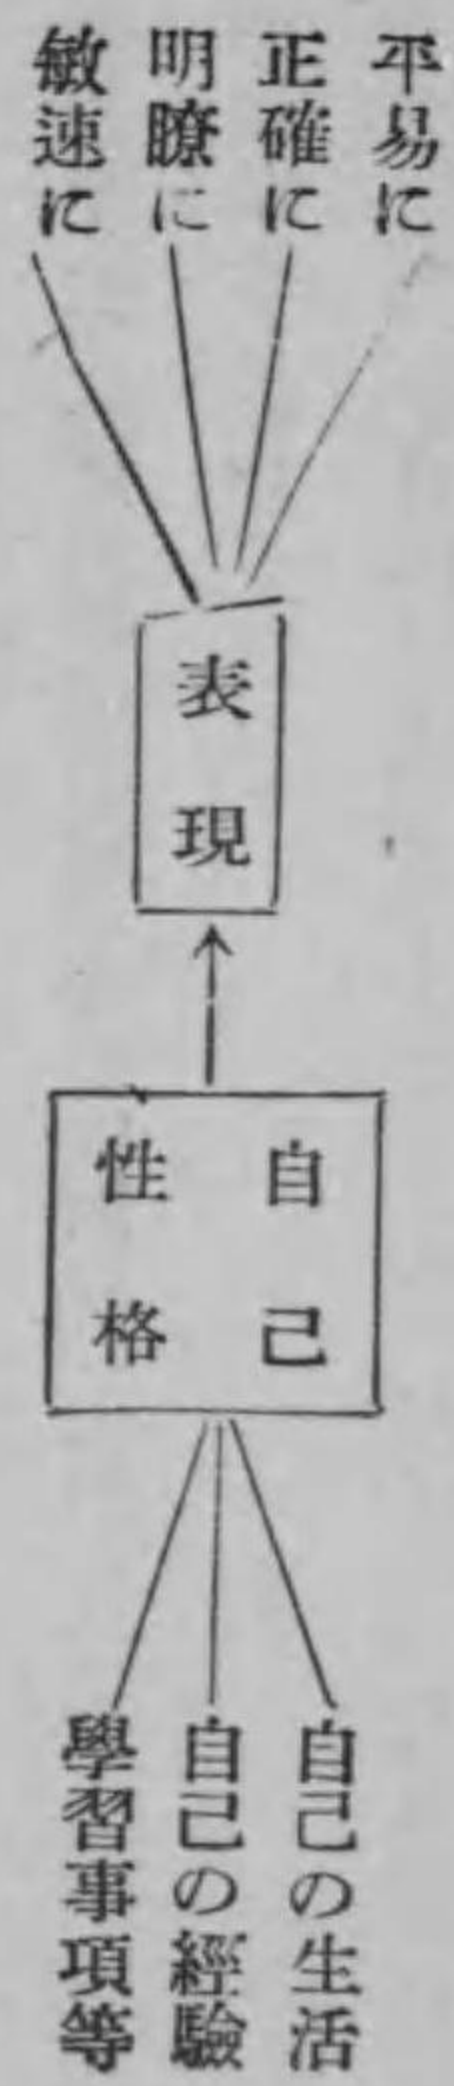 平易に
正確に
明瞭に
敏速に
表現
自己
性格
自己の生活
自己の經驗
學習事項等